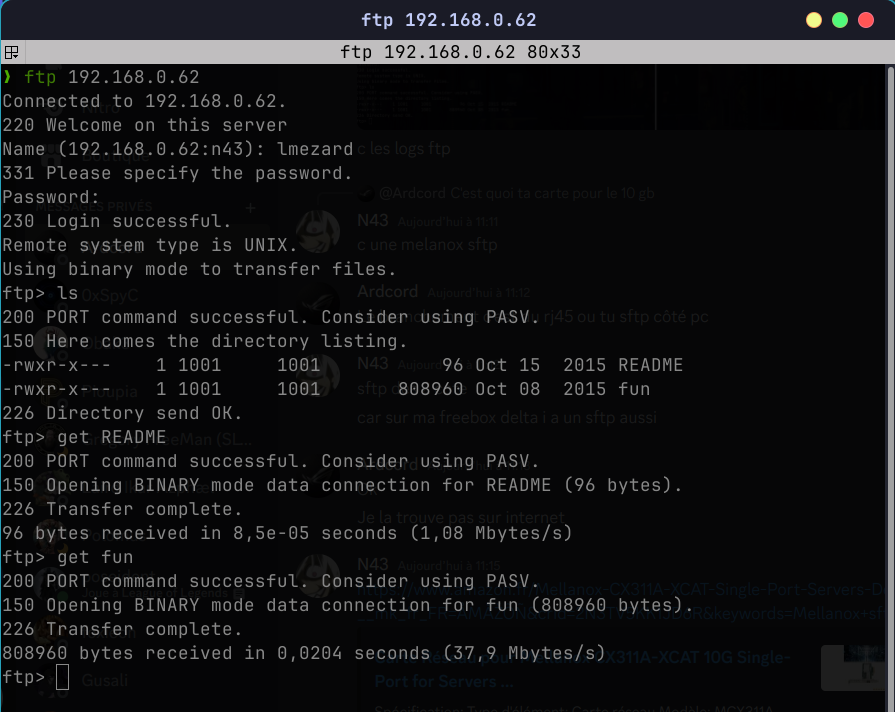 ftp 192.168.0.62
ftp 192.168.0.62 80x33
❯ ftp 192.168.0.62
Connected to 192.168.0.62.
220 Welcome on this server
Name (192.168.0.62:n43): lmezard
331 Please specify the password.
Password:
230 Login successful.
Remote system type is UNIX.
Using binary mode to transfer files.
ftp> ls
200 PORT command successful. Consider using PASV.
150 Here comes the directory listing.
-rwxr-x---    1 1001     1001           96 Oct 15  2015 README
-rwxr-x---    1 1001     1001       808960 Oct 08  2015 fun
226 Directory send OK.
ftp> get README
200 PORT command successful. Consider using PASV.
150 Opening BINARY mode data connection for README (96 bytes).
226 Transfer complete.
96 bytes received in 8,5e-05 seconds (1,08 Mbytes/s)
ftp> get fun
200 PORT command successful. Consider using PASV.
150 Opening BINARY mode data connection for fun (808960 bytes).
226 Transfer complete.
808960 bytes received in 0,0204 seconds (37,9 Mbytes/s)
ftp>
c les logs ftp
@Ardcord C'est quoi ta carte pour le 10 gb
MESSAGES PRIVÉS
N43 Aujourd'hui à 11:11
c une melanox sftp
0xSpyC
Ardcord Aujourd'hui à 11:12
rj45 ou tu sftp côté pc
N43
sftp
car sur ma freebox delta i a un sftp aussi
Je la trouve pas sur internet
N43 Aujourd'hui à 11:15
Joue à League of Legends
CX311A-XCAT 10G Single-
Port for Servers ...
Gusali